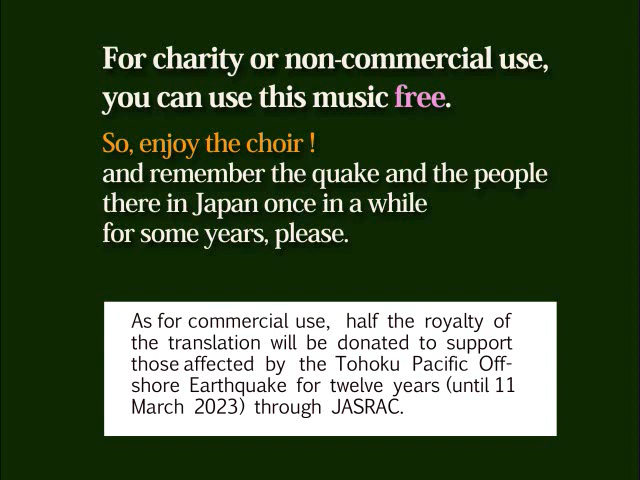 For charity or non-commercial use,
you can use this music free.
So, enjoy the choir !
and remember the quake and the people
there in Japan once in a while
for some years, please.
As for commercial use, half the royalty of
the translation will be donated to support
those affected by the Tohoku Pacific Off-
shore Earthquake for twelve years (until 11
March 2023) through JASRAC.